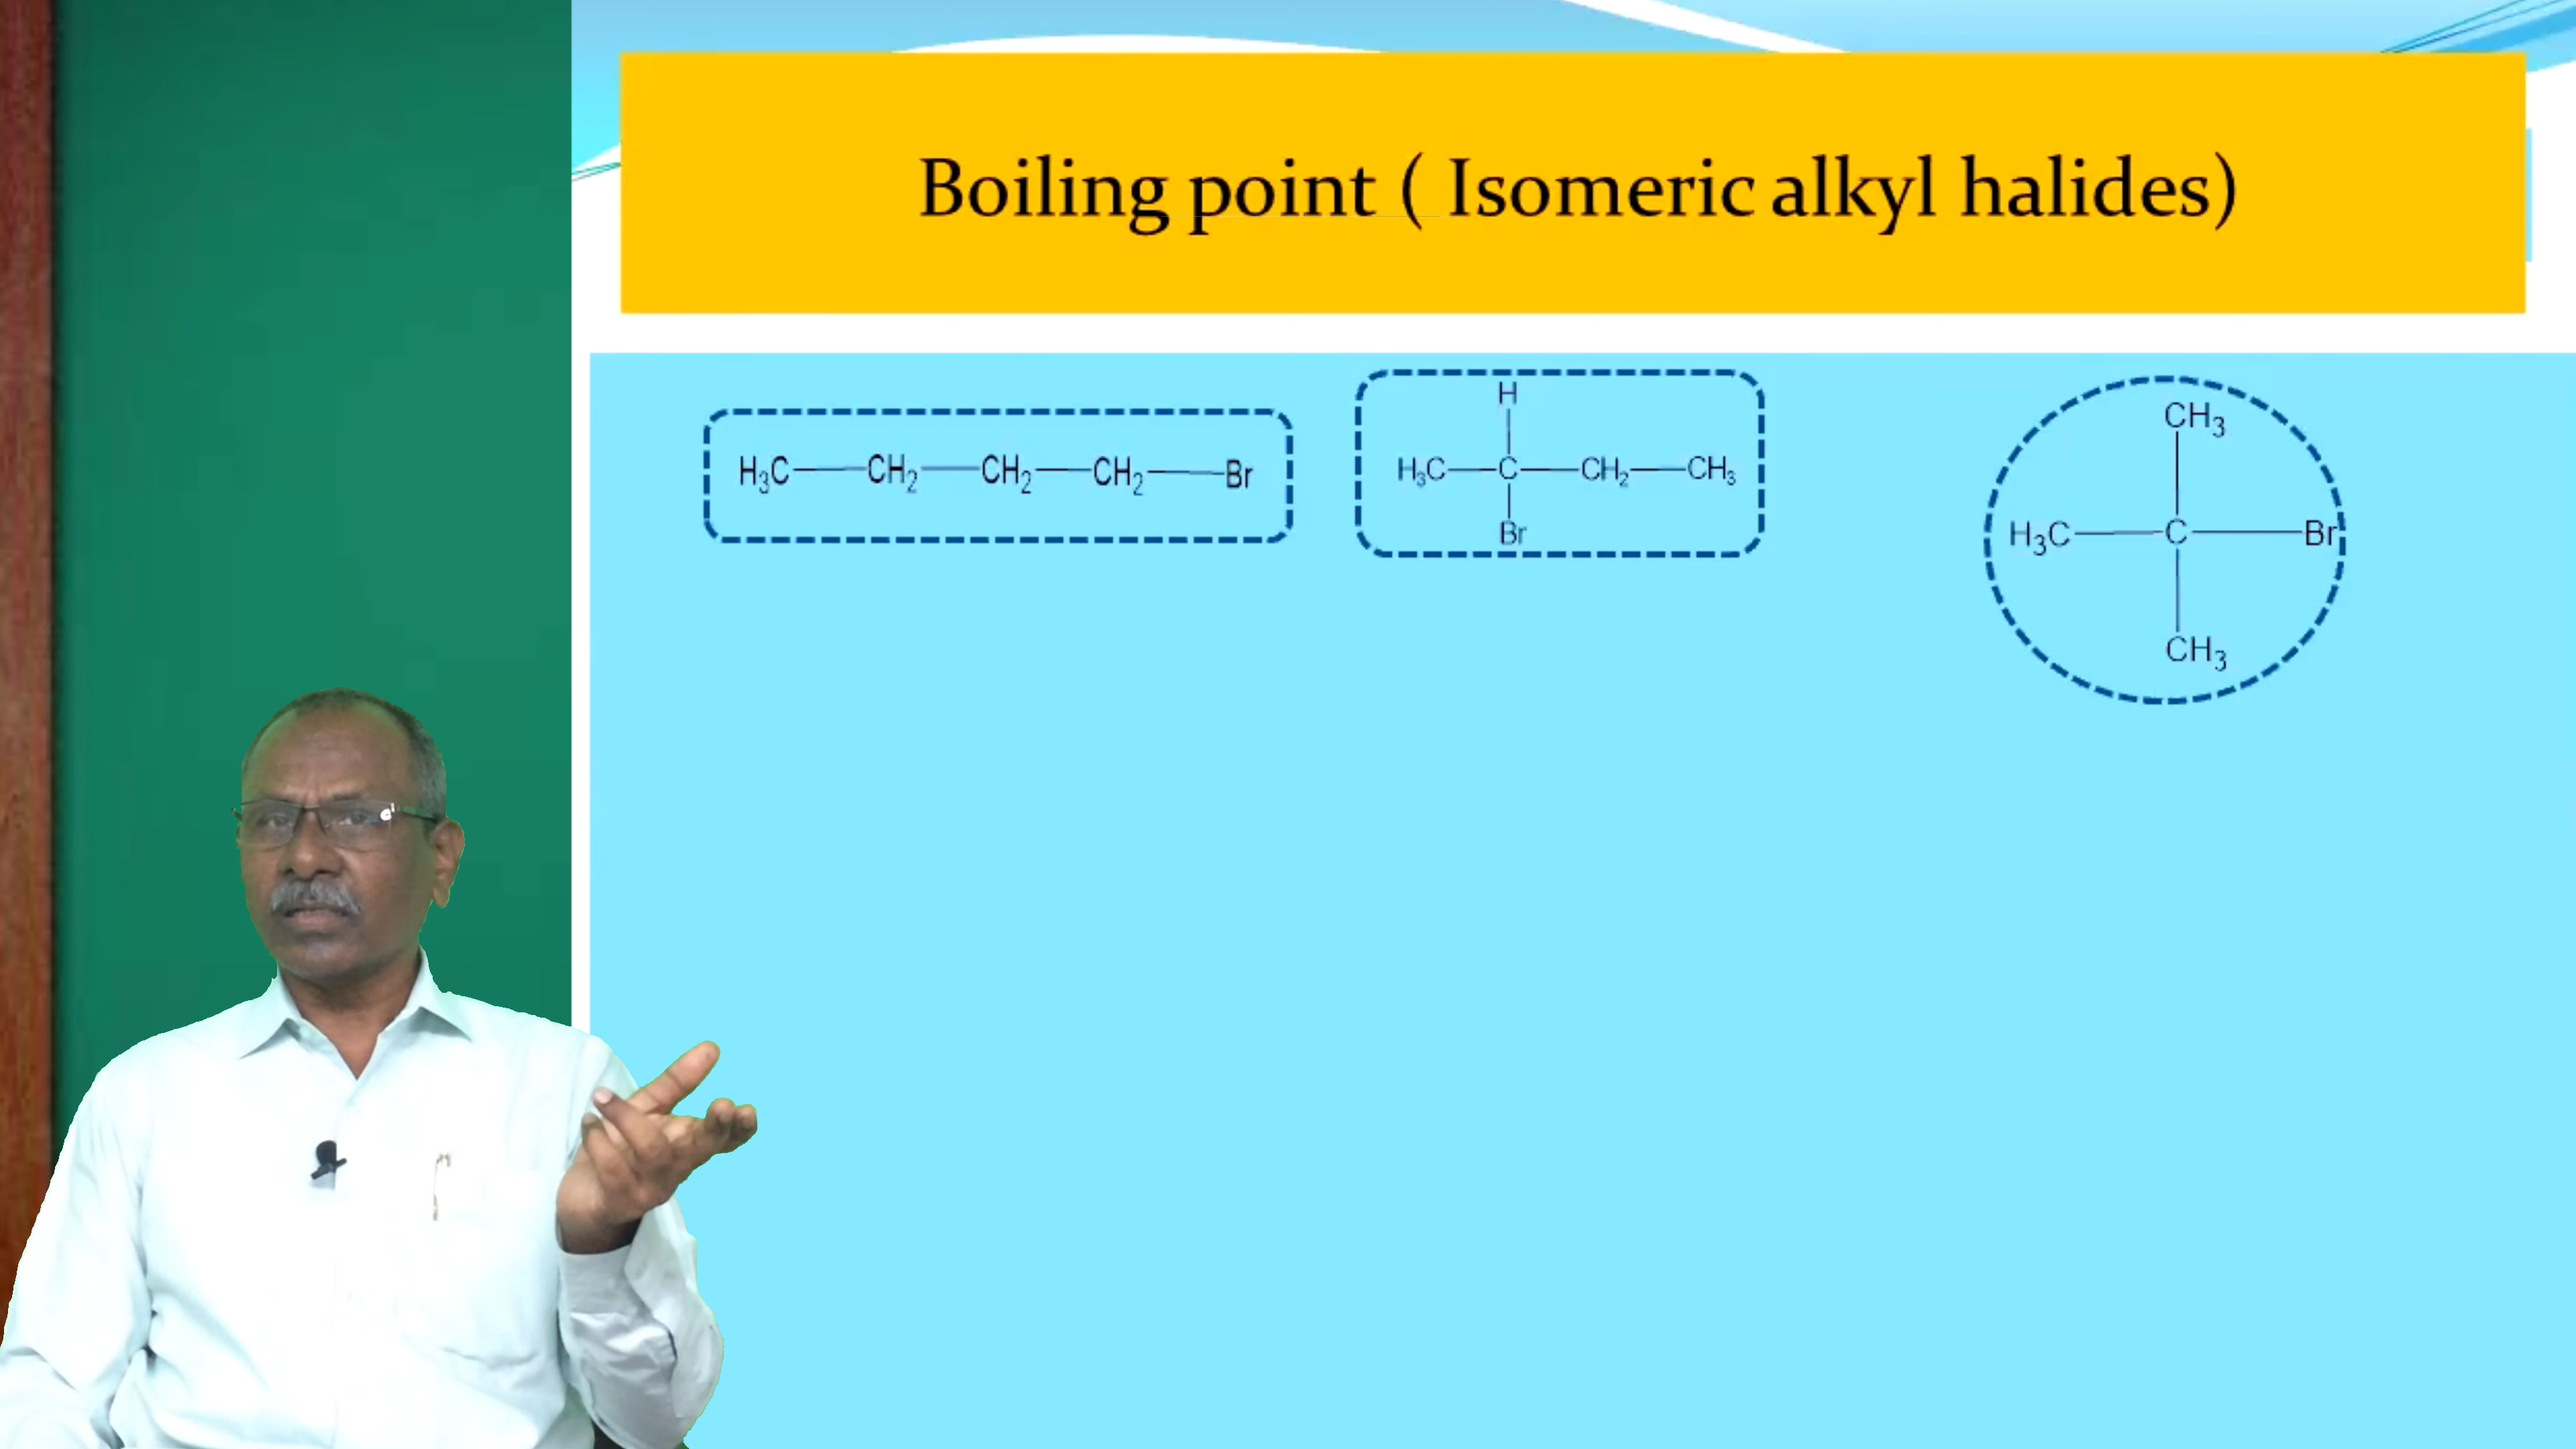 Boiling point ( Isomeric alkyl halides)
H₃C—CH₂—CH₂—CH₂—Br
H
H₃C—C—CH₂—CH₃
Br
CH₃
H₃C—C—Br
CH₃